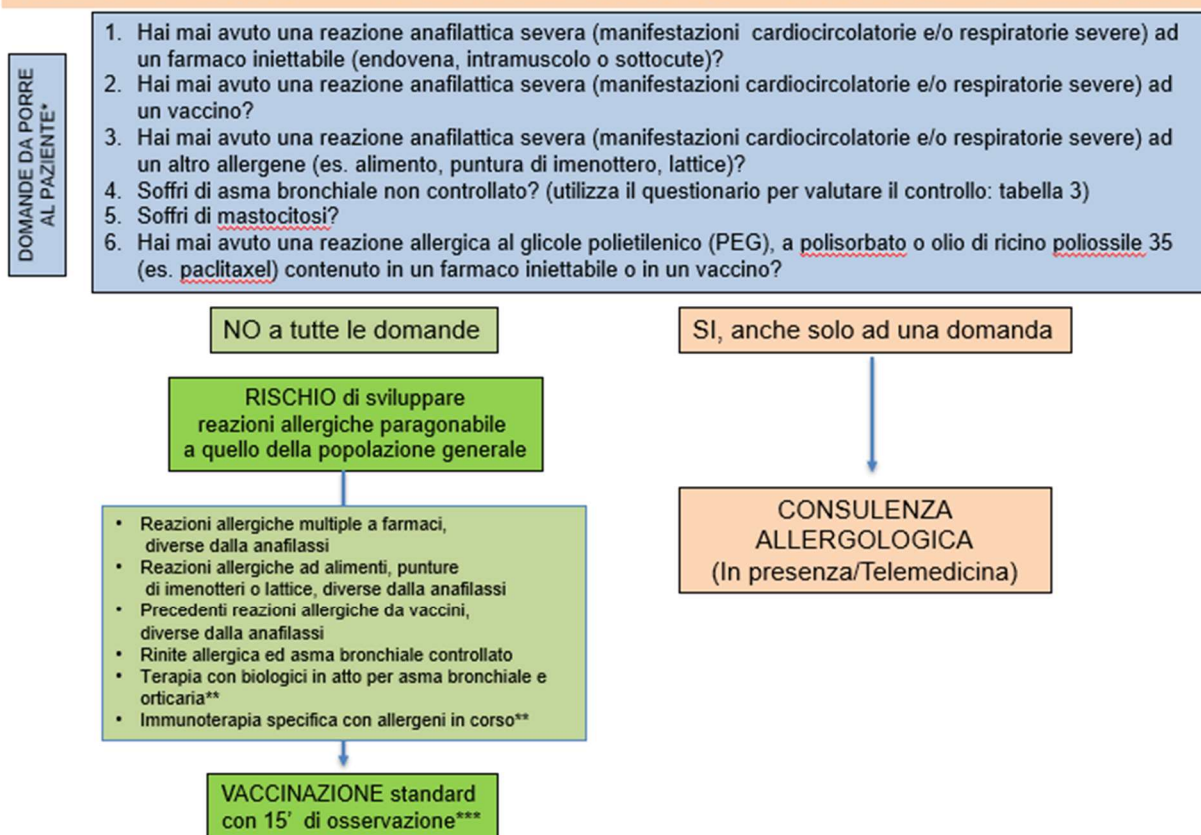 DOMANDE DA PORRE
AL PAZIENTE*
1. Hai mai avuto una reazione anafilattica severa (manifestazioni cardiocircolatorie e/o respiratorie severe) ad
un farmaco iniettabile (endovena, intramuscolo o sottocute)?
2. Hai mai avuto una reazione anafilattica severa (manifestazioni cardiocircolatorie e/o respiratorie severe) ad
un vaccino?
3. Hai mai avuto una reazione anafilattica severa (manifestazioni cardiocircolatorie e/o respiratorie severe) ad
un altro allergene (es. alimento, puntura di imenottero, lattice)?
4. Soffri di asma bronchiale non controllato? (utilizza il questionario per valutare il controllo: tabella 3)
5. Soffri di mastocitosi?
6. Hai mai avuto una reazione allergica al glicole polietilenico (PEG), a polisorbato o olio di ricino poliossile 35
(es. paclitaxel) contenuto in un farmaco iniettabile o in un vaccino?
NO a tutte le domande
SI, anche solo ad una domanda
RISCHIO di sviluppare
reazioni allergiche paragonabile
a quello della popolazione generale
• Reazioni allergiche multiple a farmaci,
diverse dalla anafilassi
• Reazioni allergiche ad alimenti, punture
di imenotteri o lattice, diverse dalla anafilassi
• Precedenti reazioni allergiche da vaccini,
diverse dalla anafilassi
• Rinite allergica ed asma bronchiale controllato
• Terapia con biologici in atto per asma bronchiale e
orticaria**
• Immunoterapia specifica con allergeni in corso**
CONSULENZA
ALLERGOLOGICA
(In presenza/Telemedicina)
VACCINAZIONE standard
con 15' di osservazione***